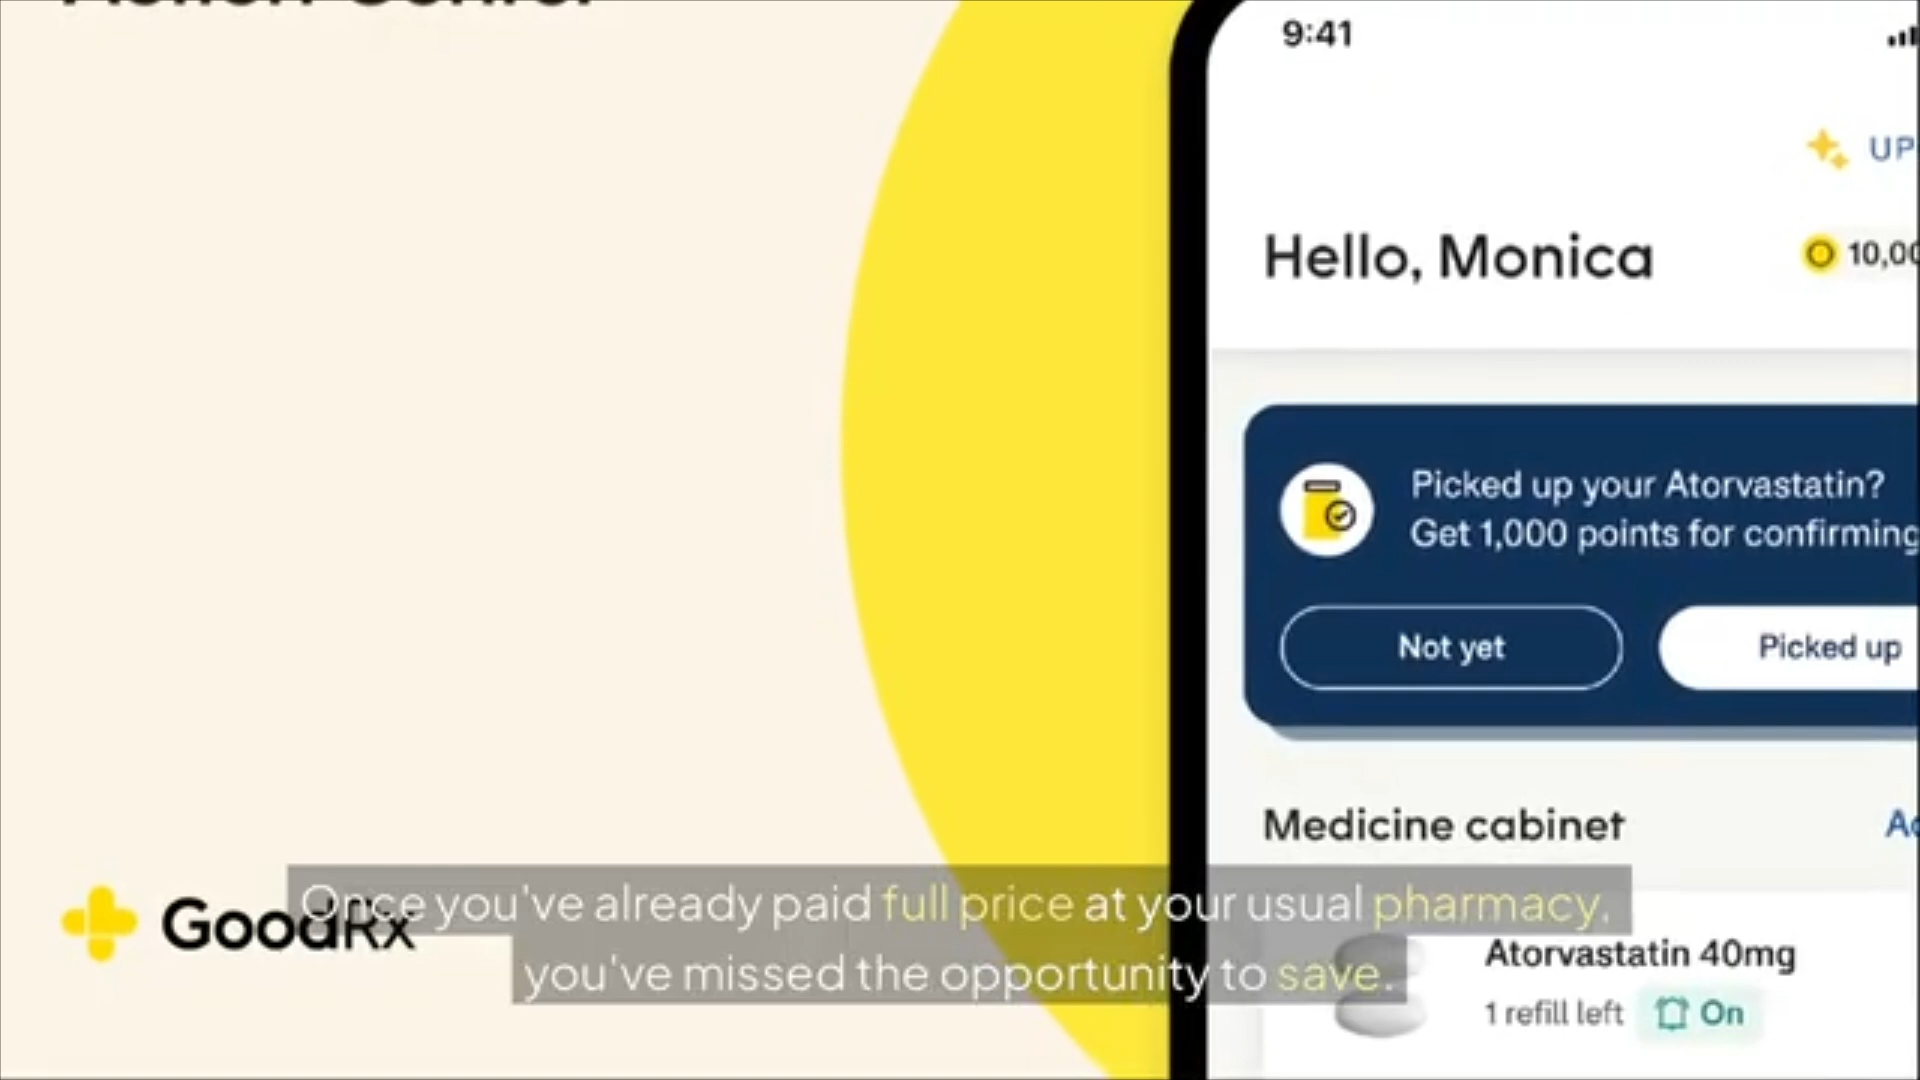 Action Center
9:41
UP
Hello, Monica
10,00
Picked up your Atorvastatin?
Get 1,000 points for confirming
Not yet
Picked up
Medicine cabinet
GoodRx
Once you've already paid full price at your usual pharmacy,
you've missed the opportunity to save.
Atorvastatin 40mg
1 refill left
On